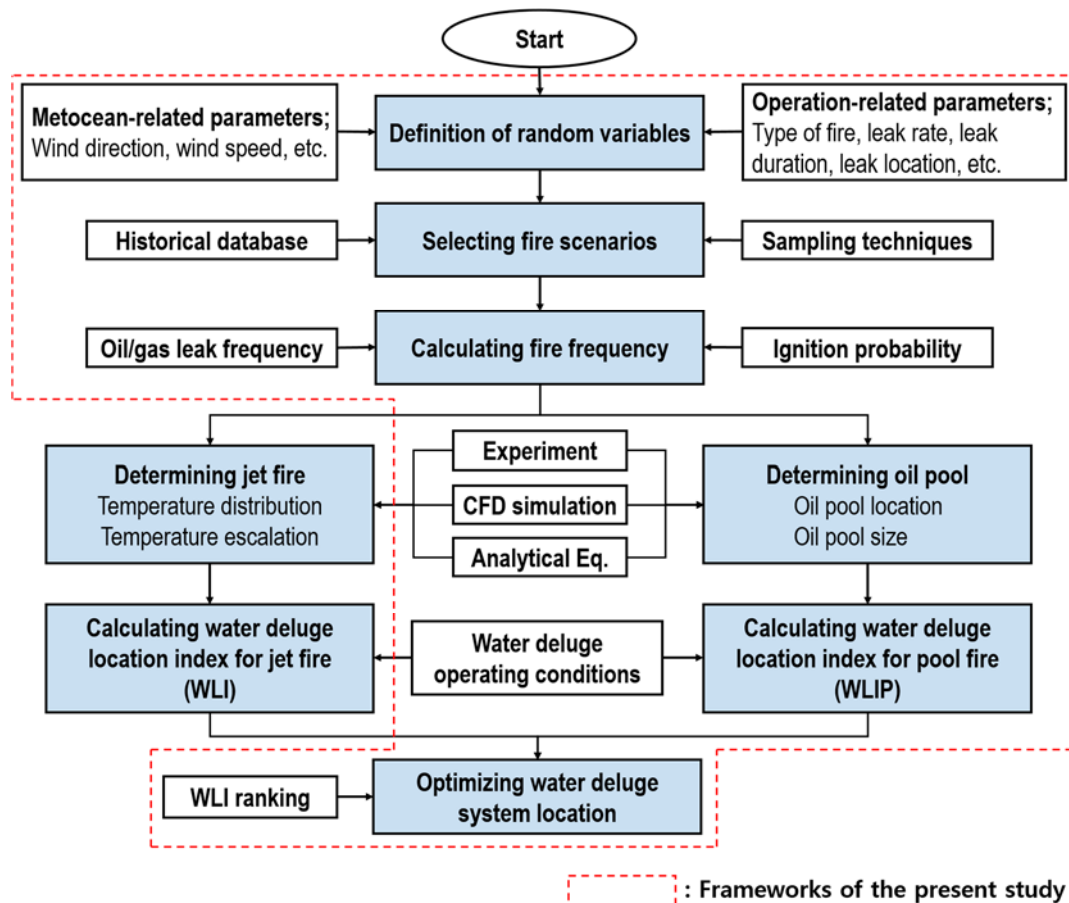 Start
Metocean-related parameters;
Wind direction, wind speed, etc.
Definition of random variables
Operation-related parameters;
Type of fire, leak rate, leak
duration, leak location, etc.
Historical database
Selecting fire scenarios
Sampling techniques
Oil/gas leak frequency
Calculating fire frequency
Ignition probability
Determining jet fire
Temperature distribution
Temperature escalation
Experiment
CFD simulation
Analytical Eq.
Determining oil pool
Oil pool location
Oil pool size
Calculating water deluge
location index for jet fire
(WLI)
Water deluge
operating conditions
Calculating water deluge
location index for pool fire
(WLIP)
WLI ranking
Optimizing water deluge
system location
: Frameworks of the present study